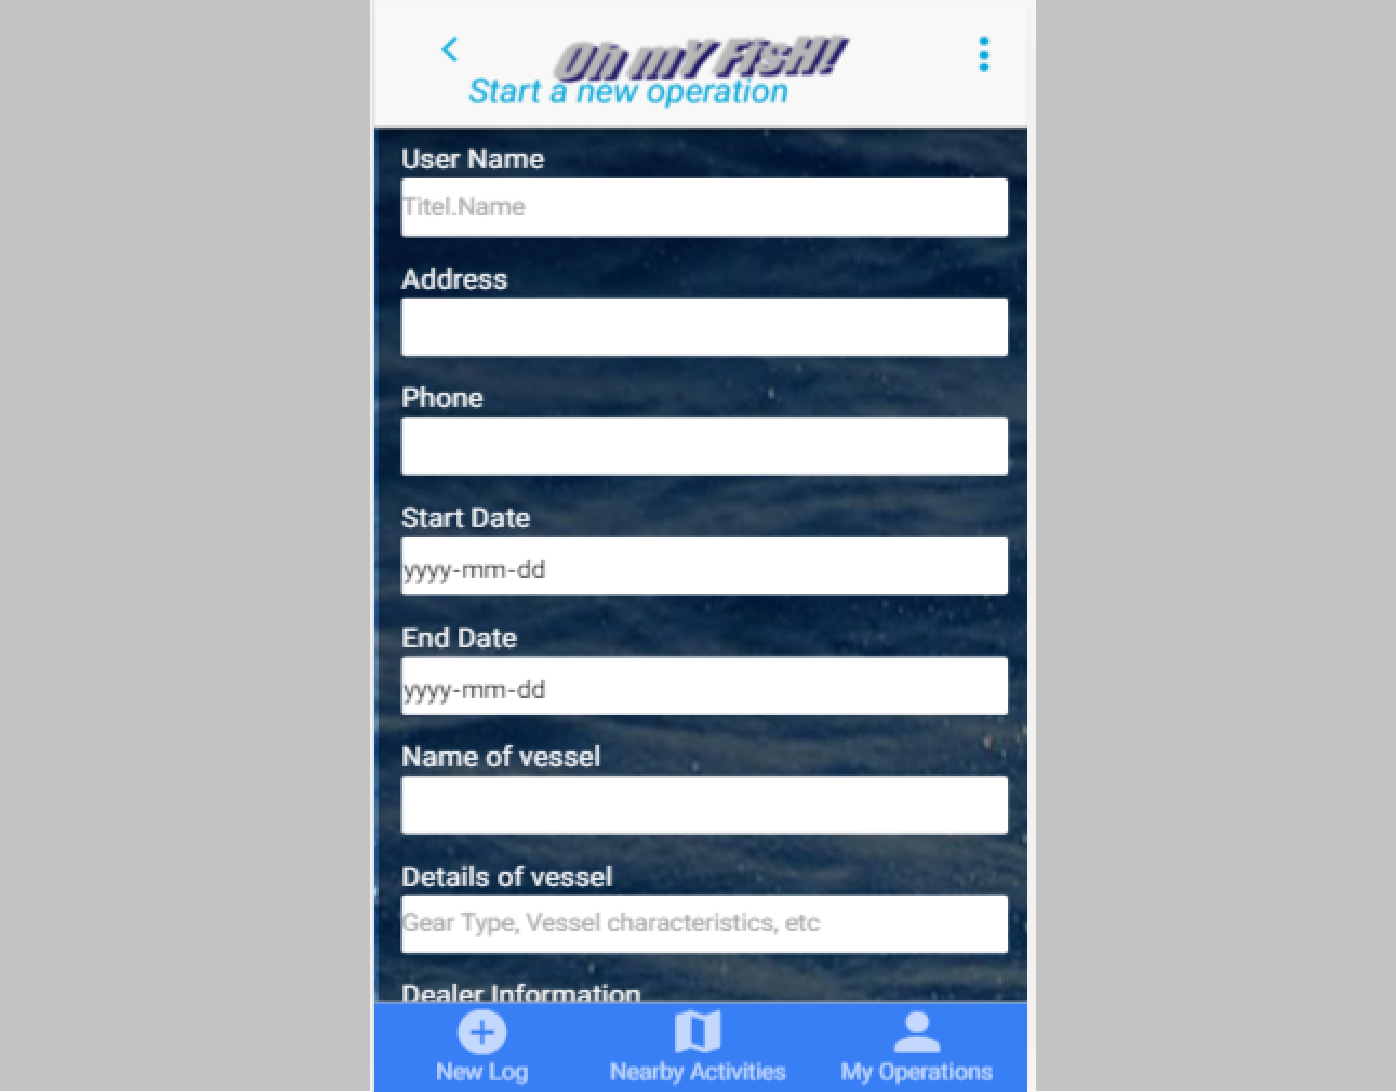 Oh mY FIsH!
Start a new operation
User Name
Titel.Name
Address
Phone
Start Date
yyyy-mm-dd
End Date
yyyy-mm-dd
Name of vessel
Details of vessel
Gear Type, Vessel characteristics, etc
Dealer Information
New Log
Nearby Activities
My Operations